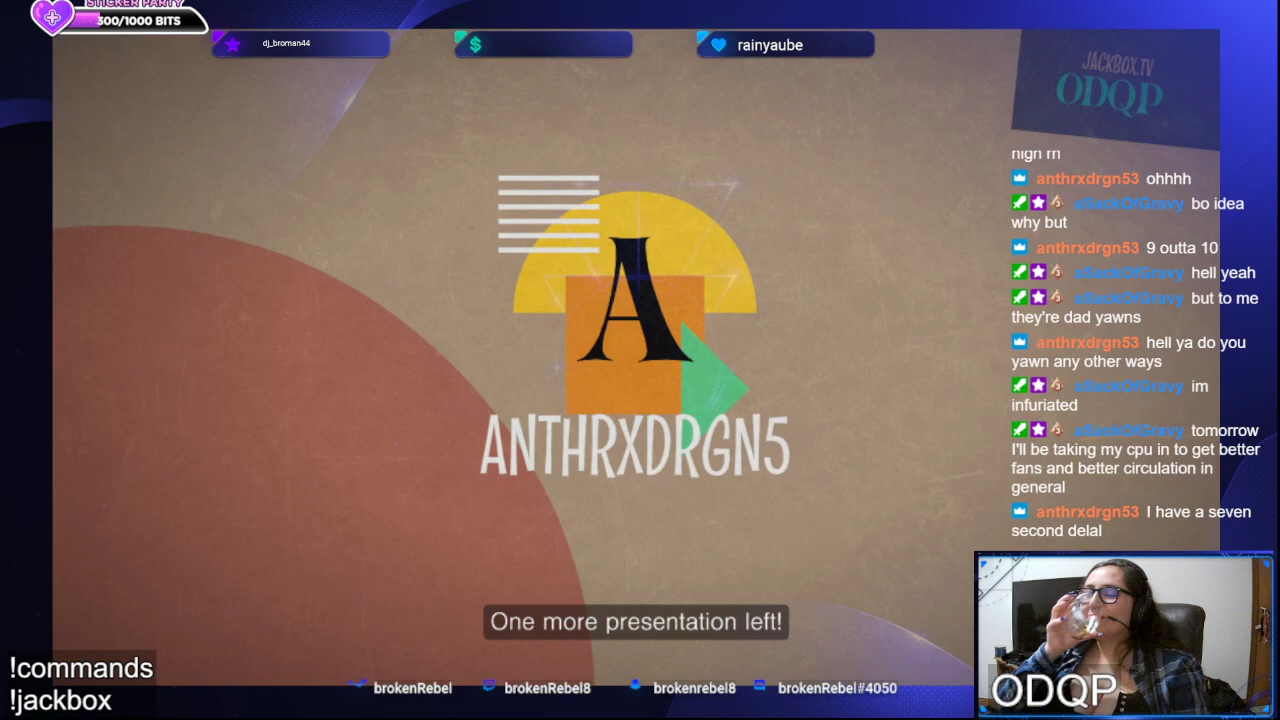 STICKER PARTY
300/1000 BITS
dj_broman44
$
rainyaube
JACKBOX.TV
ODQP
high rn
anthrxdrgn53 ohhhh
aSackOfGravy bo idea
why but
anthrxdrgn53 9 outta 10
aSackOfGravy hell yeah
aSackOfGravy but to me
they're dad yawns
anthrxdrgn53 hell ya do you
yawn any other ways
aSackOfGravy im
infuriated
aSackOfGravy tomorrow
I'll be taking my cpu in to get better
fans and better circulation in
general
anthrxdrgn53 I have a seven
second delal
A
ANTHRXDRGN5
One more presentation left!
!commands
!jackbox
brokenRebel
brokenRebel8
brokenrebel8
brokenRebel#4050
ODQP